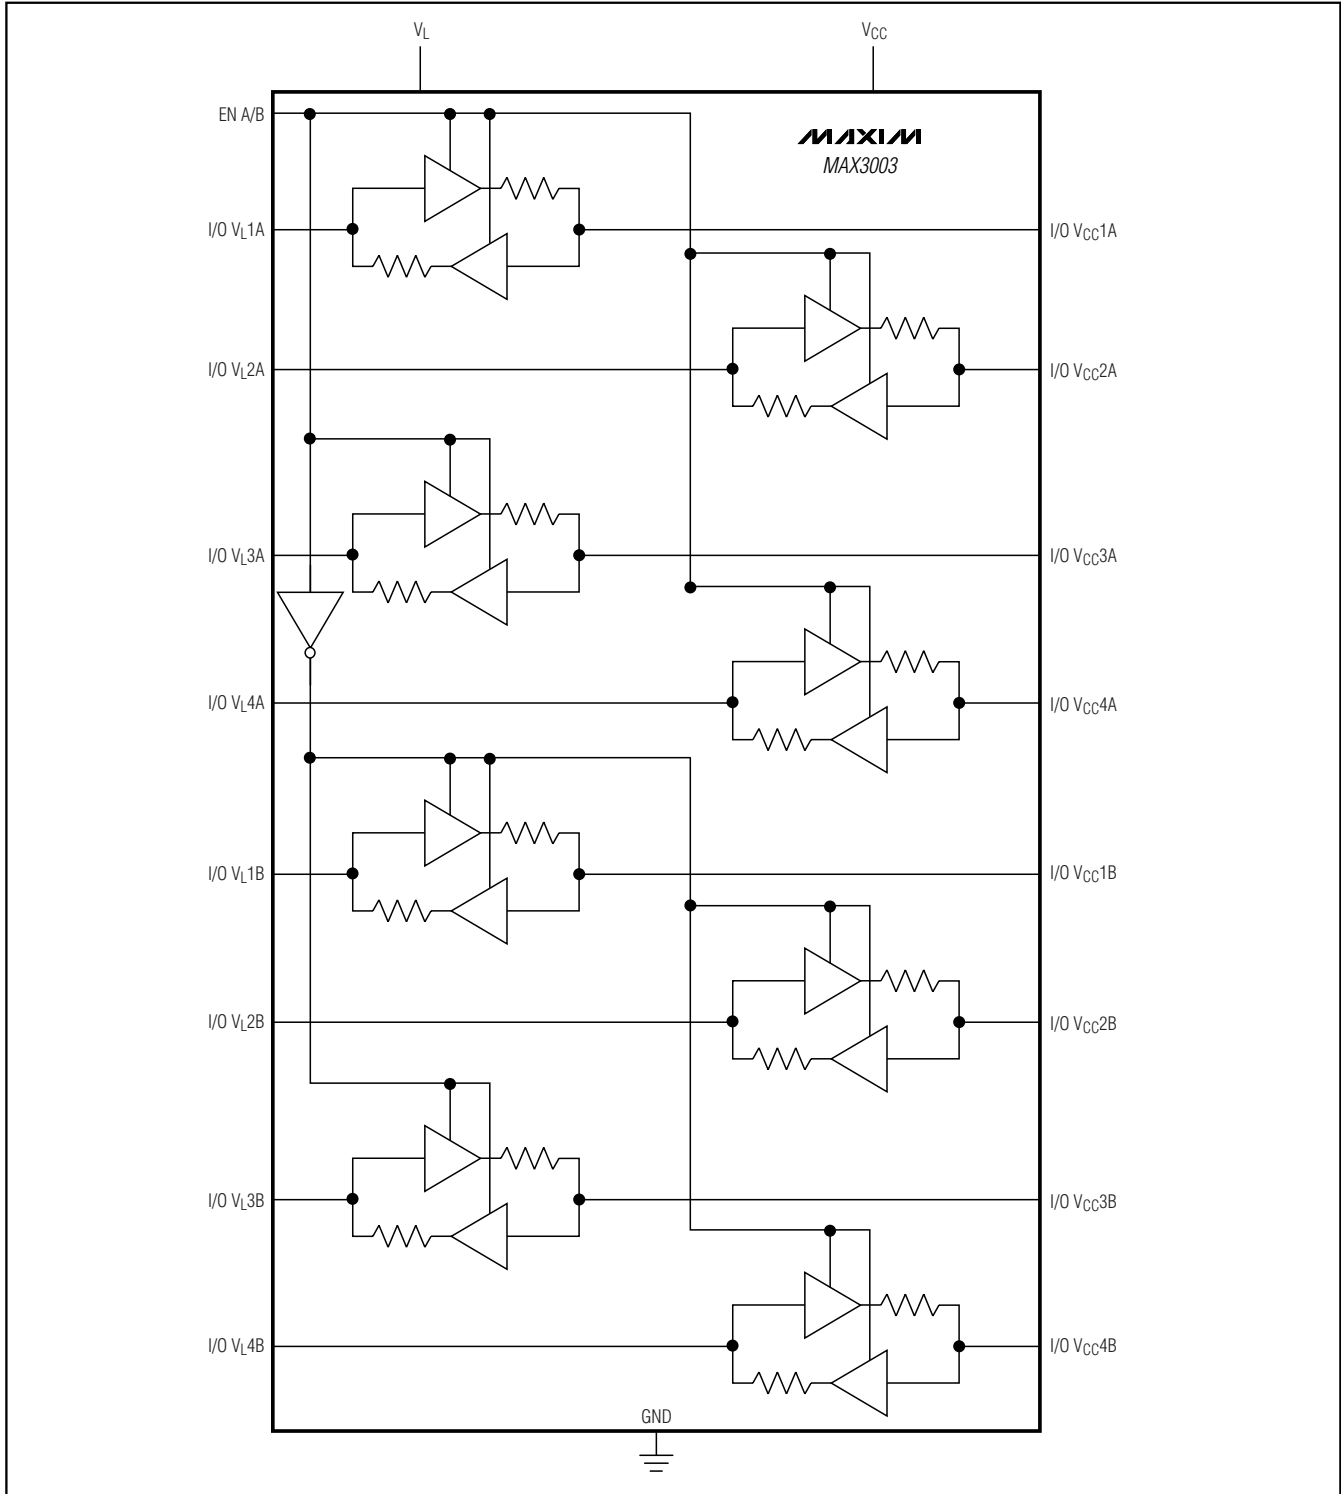 VL VCC
EN A/B
MAXIM
MAX3003
I/O VL1A I/O VCC1A
I/O VL2A I/O VCC2A
I/O VL3A I/O VCC3A
I/O VL4A I/O VCC4A
I/O VL1B I/O VCC1B
I/O VL2B I/O VCC2B
I/O VL3B I/O VCC3B
I/O VL4B I/O VCC4B
GND